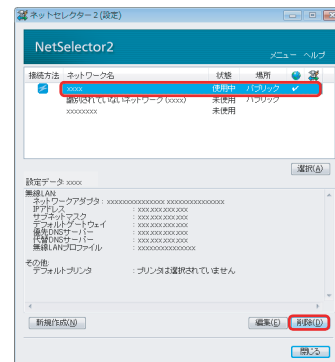 ネットセレクター2(設定)
NetSelector2
メニュー ヘルプ
接続方法 ネットワーク名 状態 場所
xxxx 使用中 パブリック
識別されていないネットワーク (xxxx) 未使用 パブリック
xxxxxxxx 未使用
選択(A)
設定データ: xxxx
無線LAN
ネットワークアダプタ : xxxxxxxxxxxxxx xxxxxxxxxxxxxx
IPアドレス : xxx.xxx.xxx.xxx
サブネットマスク : xxx.xxx.xxx.xxx
デフォルトゲートウェイ : xxx.xxx.xxx.xxx
優先DNSサーバー : xxx.xxx.xxx.xxx
代替DNSサーバー : xxx.xxx.xxx.xxx
無線LANプロファイル : xxxxxxxxxxxxxx
その他
デフォルトプリンタ : プリンタは選択されていません
新規作成(N) 編集(E) 削除(D)
閉じる